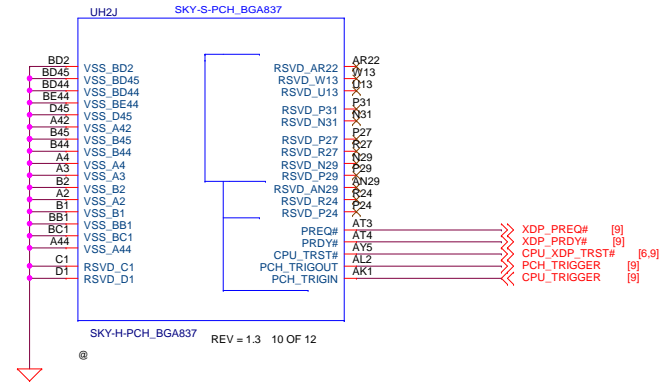 UH2J SKY-S-PCH_BGA837
BD2 VSS_BD2 RSVD_AR22 AR22
BD45 VSS_BD45 RSVD_W13 W13
BD44 VSS_BD44 RSVD_U13 U13
BE44 VSS_BE44
D45 VSS_D45 RSVD_P31 P31
A42 VSS_A42 RSVD_N31 N31
B45 VSS_B45 RSVD_P27 P27
B44 VSS_B44 RSVD_R27 R27
A4 VSS_A4 RSVD_N29 N29
A3 VSS_A3 RSVD_P29 P29
B2 VSS_B2 RSVD_AN29 AN29
A2 VSS_A2 RSVD_R24 R24
B1 VSS_B1 RSVD_P24 P24
BB1 VSS_BB1 PREQ# AT3 XDP_PREQ# [9]
BC1 VSS_BC1 PRDY# AT4 XDP_PRDY# [9]
A44 VSS_A44 CPU_TRST# AY5 CPU_XDP_TRST# [6,9]
C1 RSVD_C1 PCH_TRIGOUT AL2 PCH_TRIGGER [9]
D1 RSVD_D1 PCH_TRIGIN AK1 CPU_TRIGGER [9]
SKY-H-PCH_BGA837 REV = 1.3 10 OF 12
@